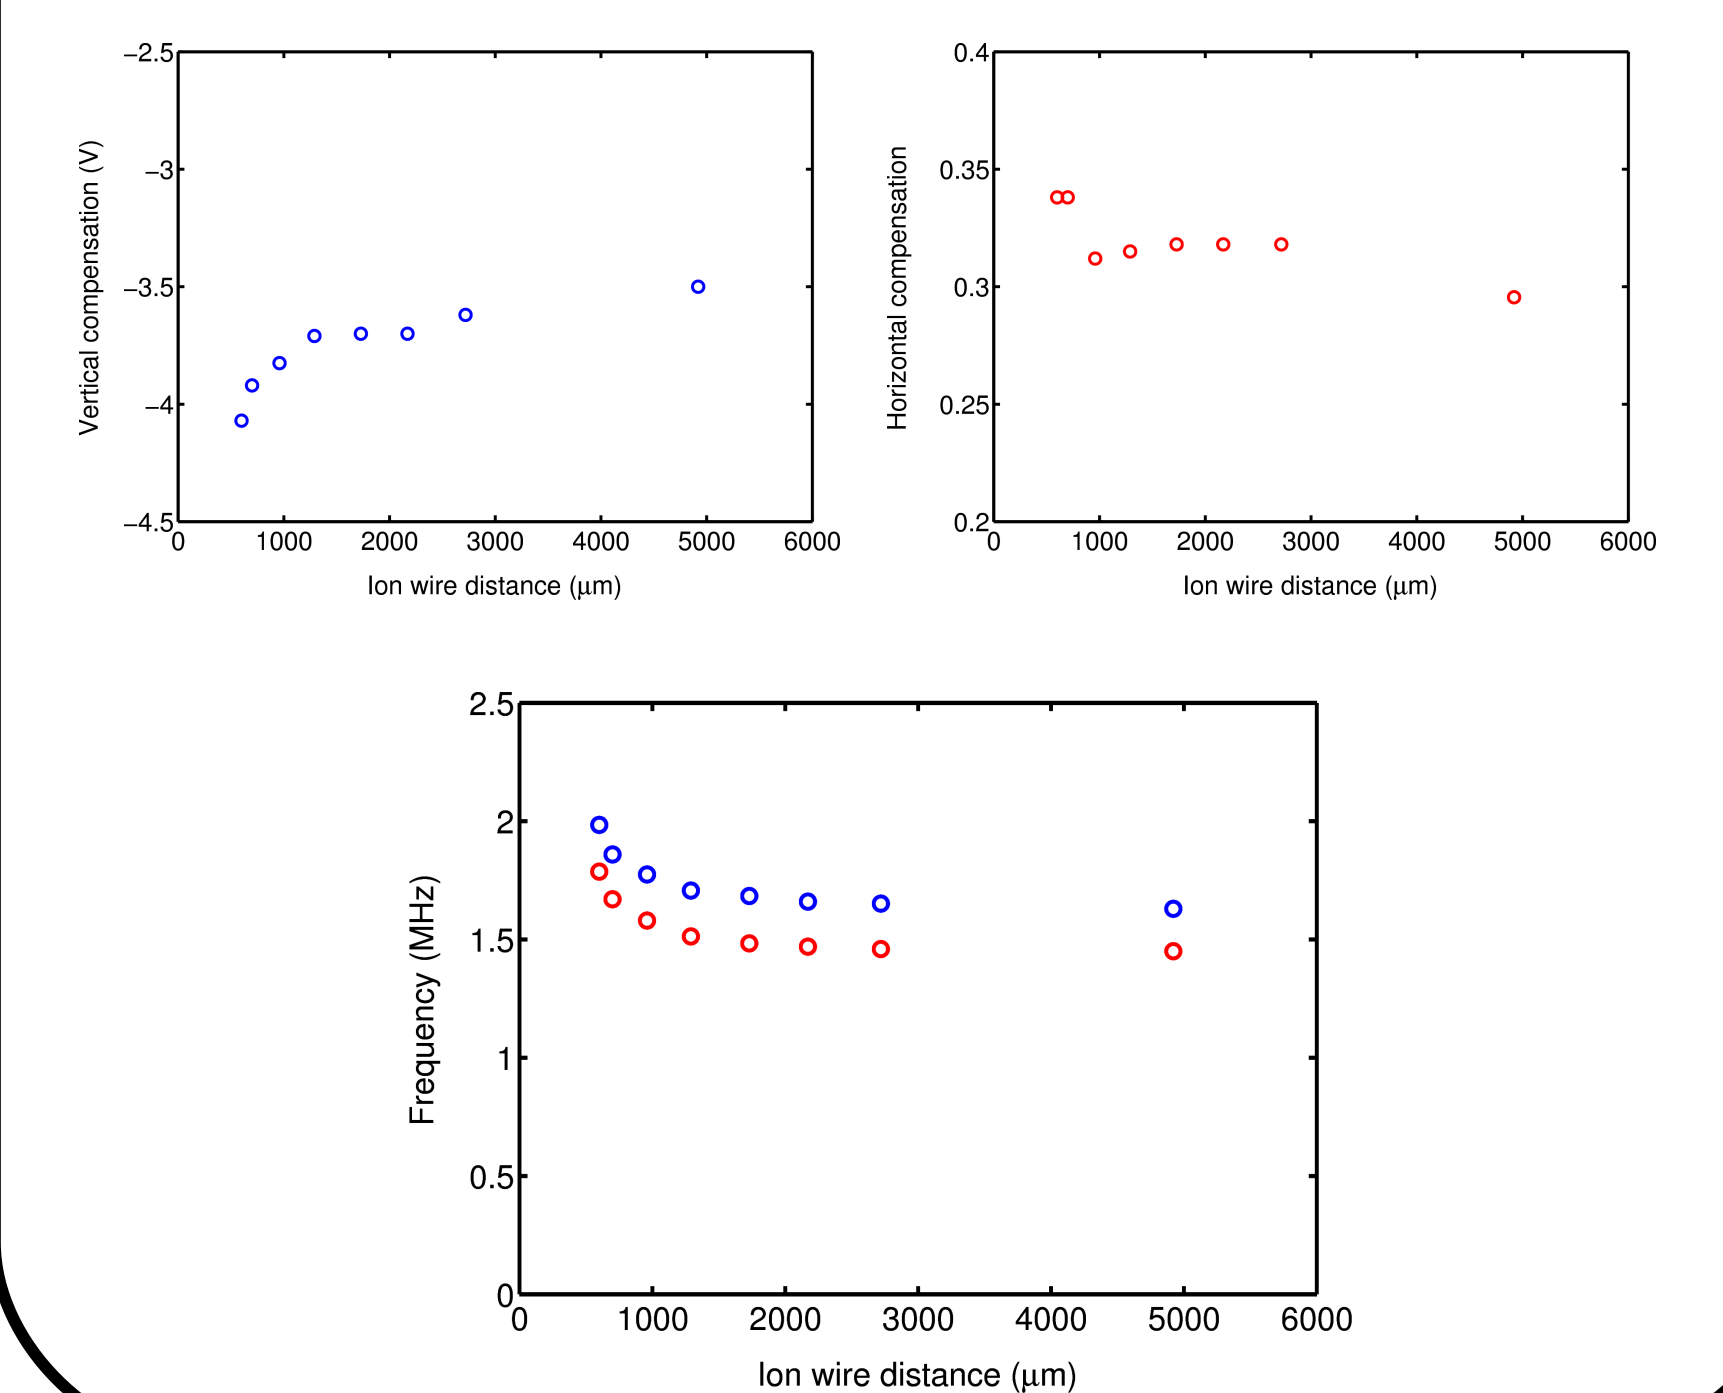 −2.5
−3
−3.5
−4
−4.5
0 1000 2000 3000 4000 5000 6000
Vertical compensation (V)
Ion wire distance (μm)
0.4
0.35
0.3
0.25
0.2
0 1000 2000 3000 4000 5000 6000
Horizontal compensation
Ion wire distance (μm)
2.5
2
1.5
1
0.5
0
0 1000 2000 3000 4000 5000 6000
Frequency (MHz)
Ion wire distance (μm)